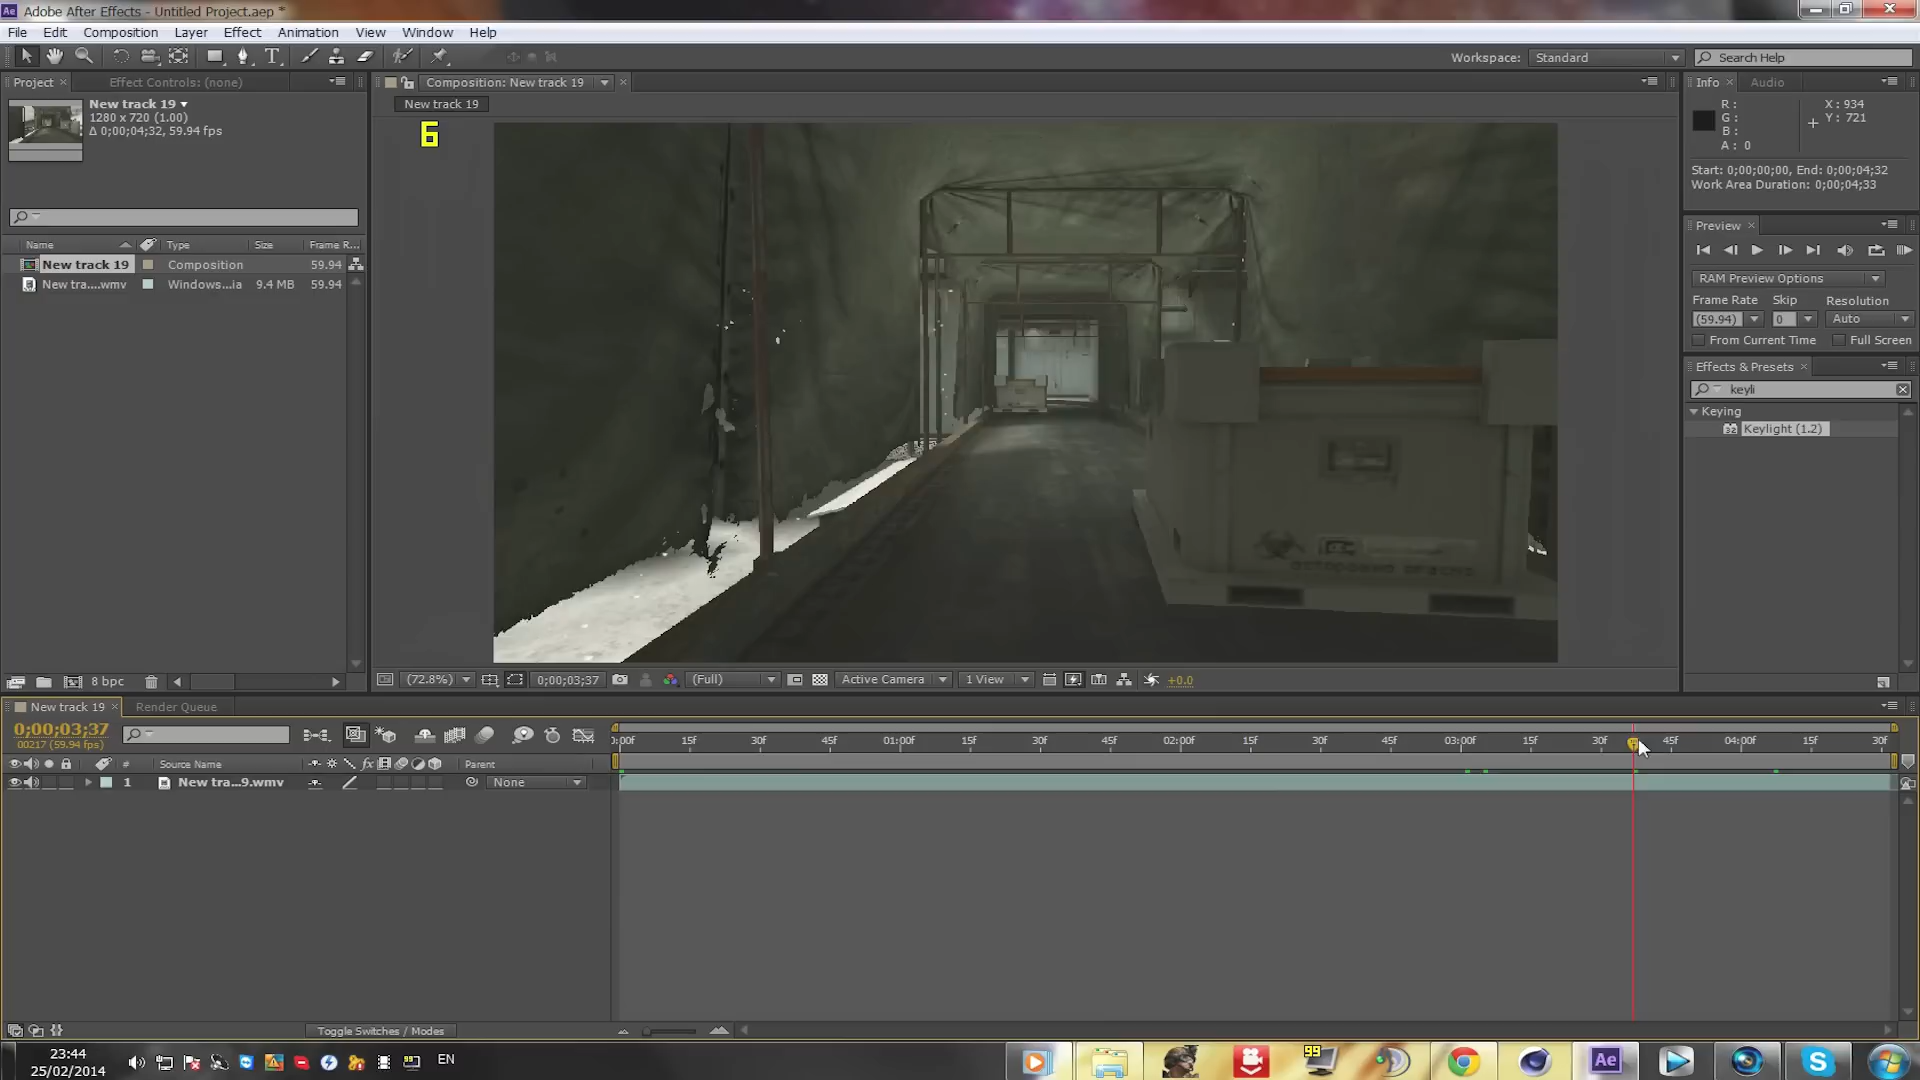 Adobe After Effects - Untitled Project.aep *
File Edit Composition Layer Effect Animation View Window Help
Workspace: Standard Search Help
Project Effect Controls: (none) Composition: New track 19 Info Audio
New track 19
1280 x 720 (1.00)
Δ 0;00;04;32, 59.94 fps
New track 19
6
R :
G :
B :
A : 0
X : 934
Y : 721
Start: 0;00;00;00, End: 0;00;04;32
Work Area Duration: 0;00;04;33
Preview
RAM Preview Options
Frame Rate Skip Resolution
(59.94) 0 Auto
From Current Time Full Screen
Effects & Presets
keyli
Keying
32 Keylight (1.2)
Name Type Size Frame R...
New track 19 Composition 59.94
New tra....wmv Windows...ia 9.4 MB 59.94
8 bpc
(72.8%) 0;00;03;37 (Full) Active Camera 1 View +0.0
New track 19 Render Queue
0;00;03;37
00217 (59.94 fps)
0:00f 15f 30f 45f 01:00f 15f 30f 45f 02:00f 15f 30f 45f 03:00f 15f 30f 45f 04:00f 15f 30f
# Source Name fx Parent
1 New tra...9.wmv None
Toggle Switches / Modes
23:44
25/02/2014
EN
99
99
Ae